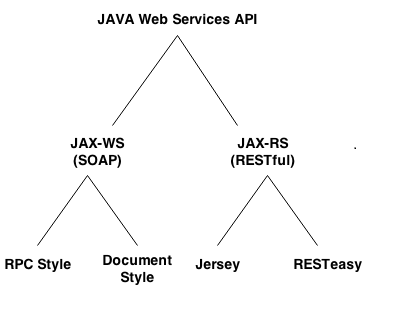 JAVA Web Services API
JAX-WS
(SOAP)
JAX-RS
(RESTful)
RPC Style
Document
Style
Jersey
RESTeasy